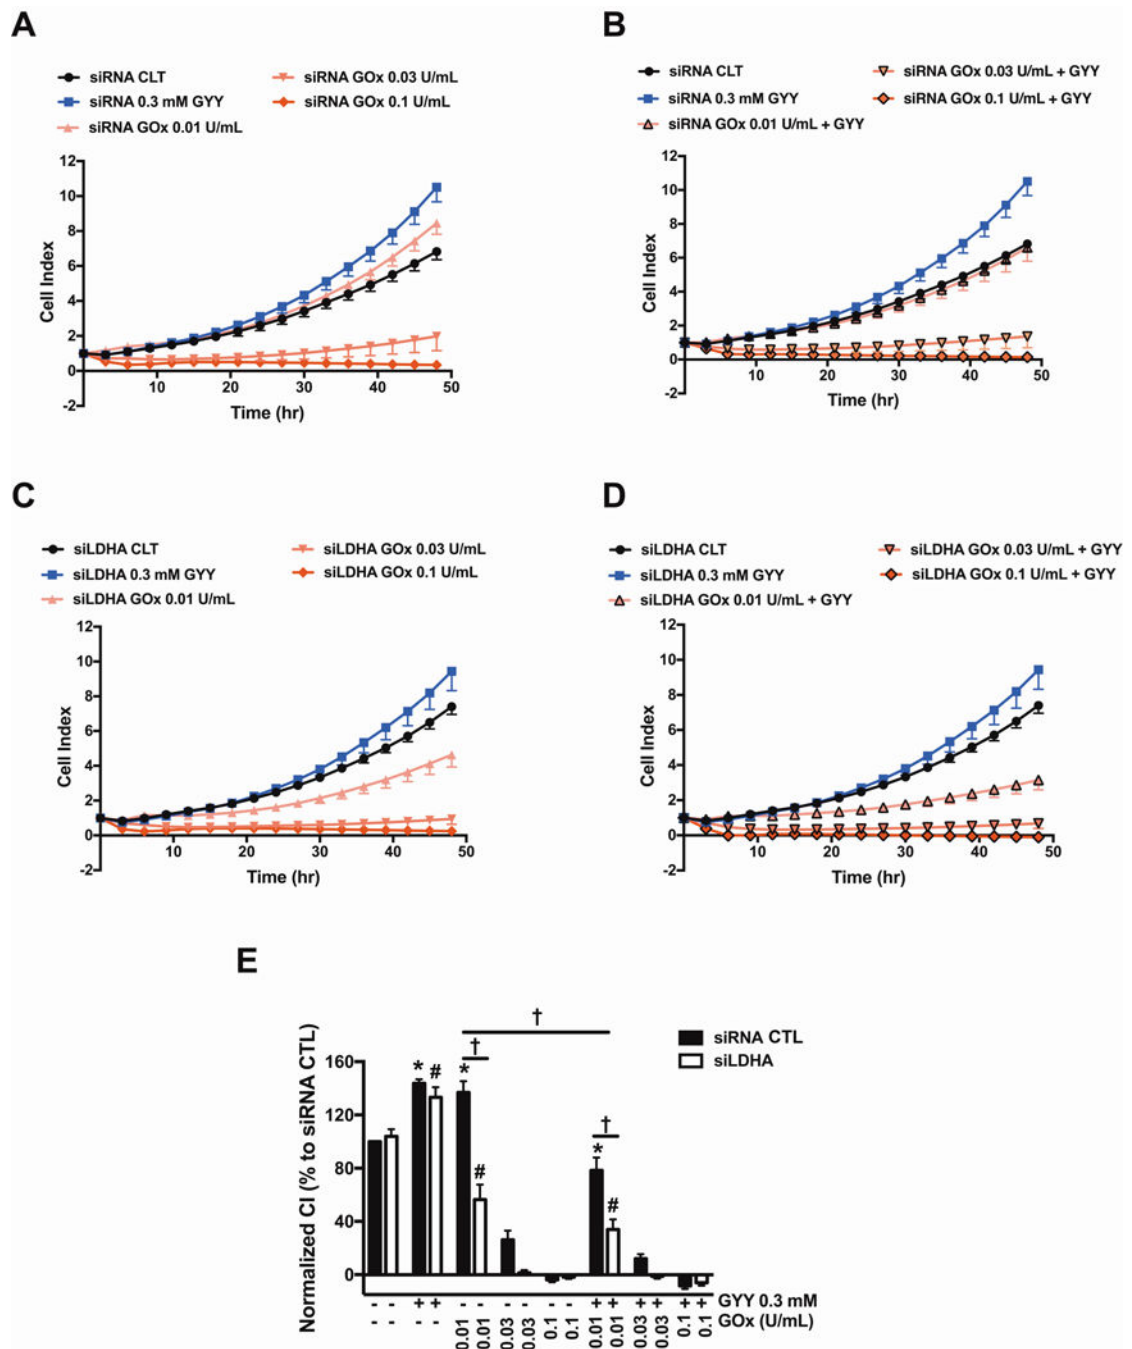 A
siRNA CLT
siRNA 0.3 mM GYY
siRNA GOx 0.01 U/mL
siRNA GOx 0.03 U/mL
siRNA GOx 0.1 U/mL
Cell Index
12
10
8
6
4
2
0
-2
10
20
30
40
50
Time (hr)
B
siRNA CLT
siRNA 0.3 mM GYY
siRNA GOx 0.01 U/mL + GYY
siRNA GOx 0.03 U/mL + GYY
siRNA GOx 0.1 U/mL + GYY
Cell Index
12
10
8
6
4
2
0
-2
10
20
30
40
50
Time (hr)
C
siLDHA CLT
siLDHA 0.3 mM GYY
siLDHA GOx 0.01 U/mL
siLDHA GOx 0.03 U/mL
siLDHA GOx 0.1 U/mL
Cell Index
12
10
8
6
4
2
0
-2
10
20
30
40
50
Time (hr)
D
siLDHA CLT
siLDHA 0.3 mM GYY
siLDHA GOx 0.01 U/mL + GYY
siLDHA GOx 0.03 U/mL + GYY
siLDHA GOx 0.1 U/mL + GYY
Cell Index
12
10
8
6
4
2
0
-2
10
20
30
40
50
Time (hr)
E
siRNA CTL
siLDHA
Normalized CI (% to siRNA CTL)
160
120
80
40
0
* # * † # † * † #
- - + + - - - - - - + + + + + + GYY 0.3 mM
- - - - 0.01 0.01 0.03 0.03 0.1 0.1 0.01 0.01 0.03 0.03 0.1 0.1 GOx (U/mL)